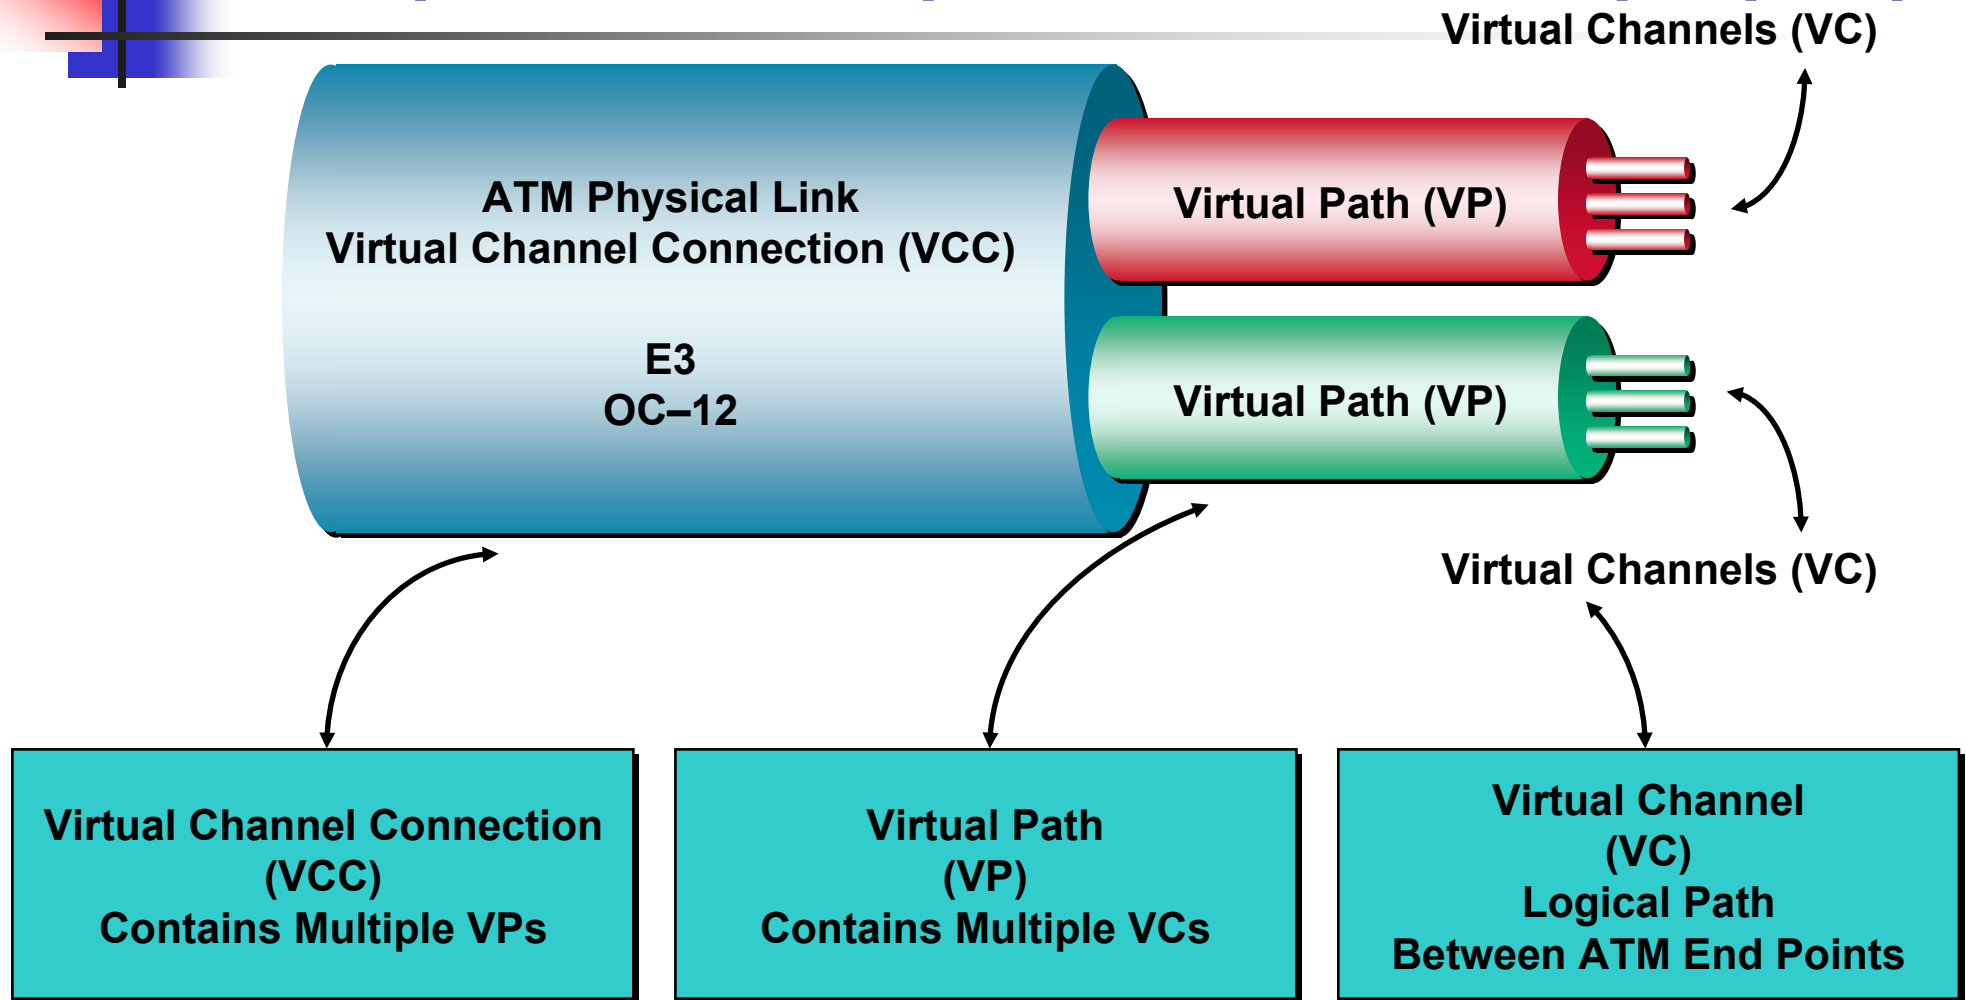 Virtual Channels (VC)
ATM Physical Link
Virtual Channel Connection (VCC)
E3
OC–12
Virtual Path (VP)
Virtual Path (VP)
Virtual Channels (VC)
Virtual Channel Connection
(VCC)
Contains Multiple VPs
Virtual Path
(VP)
Contains Multiple VCs
Virtual Channel
(VC)
Logical Path
Between ATM End Points